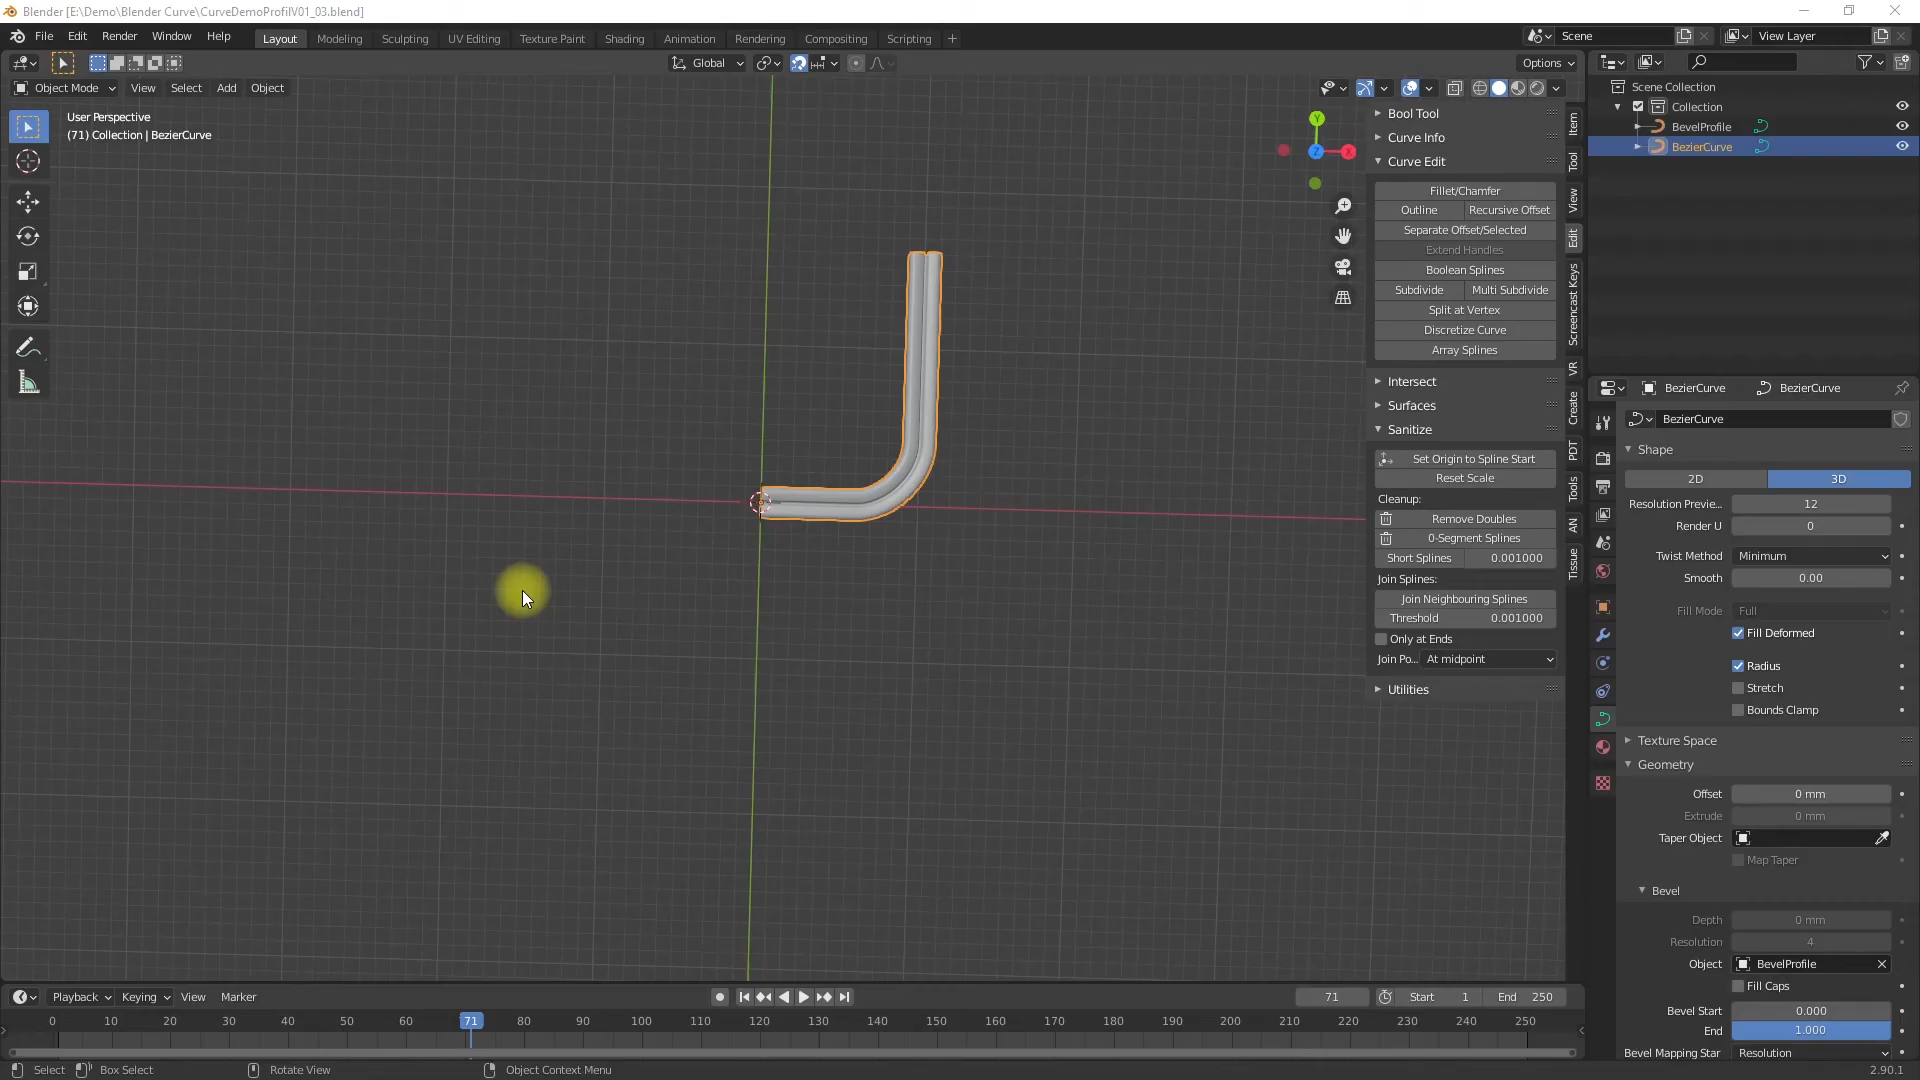 Blender [E:\Demo\Blender Curve\CurveDemoProfilV01_03.blend]
File Edit Render Window Help Layout Modeling Sculpting UV Editing Texture Paint Shading Animation Rendering Compositing Scripting + Scene View Layer
Global Options
Object Mode View Select Add Object
User Perspective
(71) Collection | BezierCurve
Y
Z
X
Bool Tool
Curve Info
Curve Edit
Fillet/Chamfer
Outline Recursive Offset
Separate Offset/Selected
Extend Handles
Boolean Splines
Subdivide Multi Subdivide
Split at Vertex
Discretize Curve
Array Splines
Intersect
Surfaces
Sanitize
Set Origin to Spline Start
Reset Scale
Cleanup:
Remove Doubles
0-Segment Splines
Short Splines 0.001000
Join Splines:
Join Neighbouring Splines
Threshold 0.001000
Only at Ends
Join Po... At midpoint
Utilities
Item
Tool
View
Edit
Screencast Keys
VR
Create
PDT
Tools
AN
Tissue
Scene Collection
Collection
BevelProfile
BezierCurve
BezierCurve BezierCurve
BezierCurve
Shape
2D 3D
Resolution Previe... 12
Render U 0
Twist Method Minimum
Smooth 0.00
Fill Mode Full
Fill Deformed
Radius
Stretch
Bounds Clamp
Texture Space
Geometry
Offset 0 mm
Extrude 0 mm
Taper Object
Map Taper
Bevel
Depth 0 mm
Resolution 4
Object BevelProfile
Fill Caps
Bevel Start 0.000
End 1.000
Bevel Mapping Star Resolution
Playback Keying View Marker 71 Start 1 End 250
0 10 20 30 40 50 60 71 80 90 100 110 120 130 140 150 160 170 180 190 200 210 220 230 240 250
Select Box Select Rotate View Object Context Menu 2.90.1